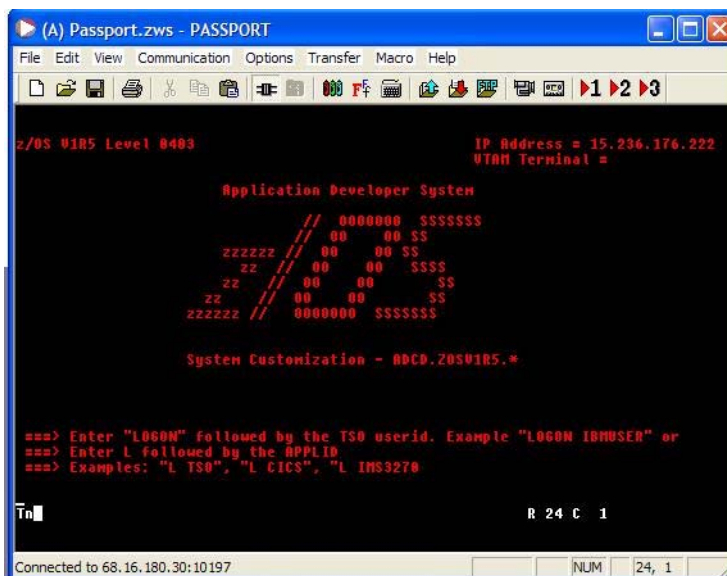 (A) Passport.zws - PASSPORT
File Edit View Communication Options Transfer Macro Help
1 2 3
z/OS V1R5 Level 0403 IP Address = 15.236.176.222
VTAM Terminal =
Application Developer System
// OOOOOOO SSSSSSS
// OO OO SS
zzzzzz // OO OO SS
zz // OO OO SSSS
zz // OO OO SS
zz // OO OO SS
zzzzzz // OOOOOOO SSSSSSS
System Customization - ADCD.ZOSV1R5.*
===> Enter "LOGON" followed by the TSO userid. Example "LOGON IBMUSER" or
===> Enter L followed by the APPLID
===> Examples: "L TSO", "L CICS", "L IMS3270
Tn R 24 C 1
Connected to 68.16.180.30:10197 NUM 24, 1